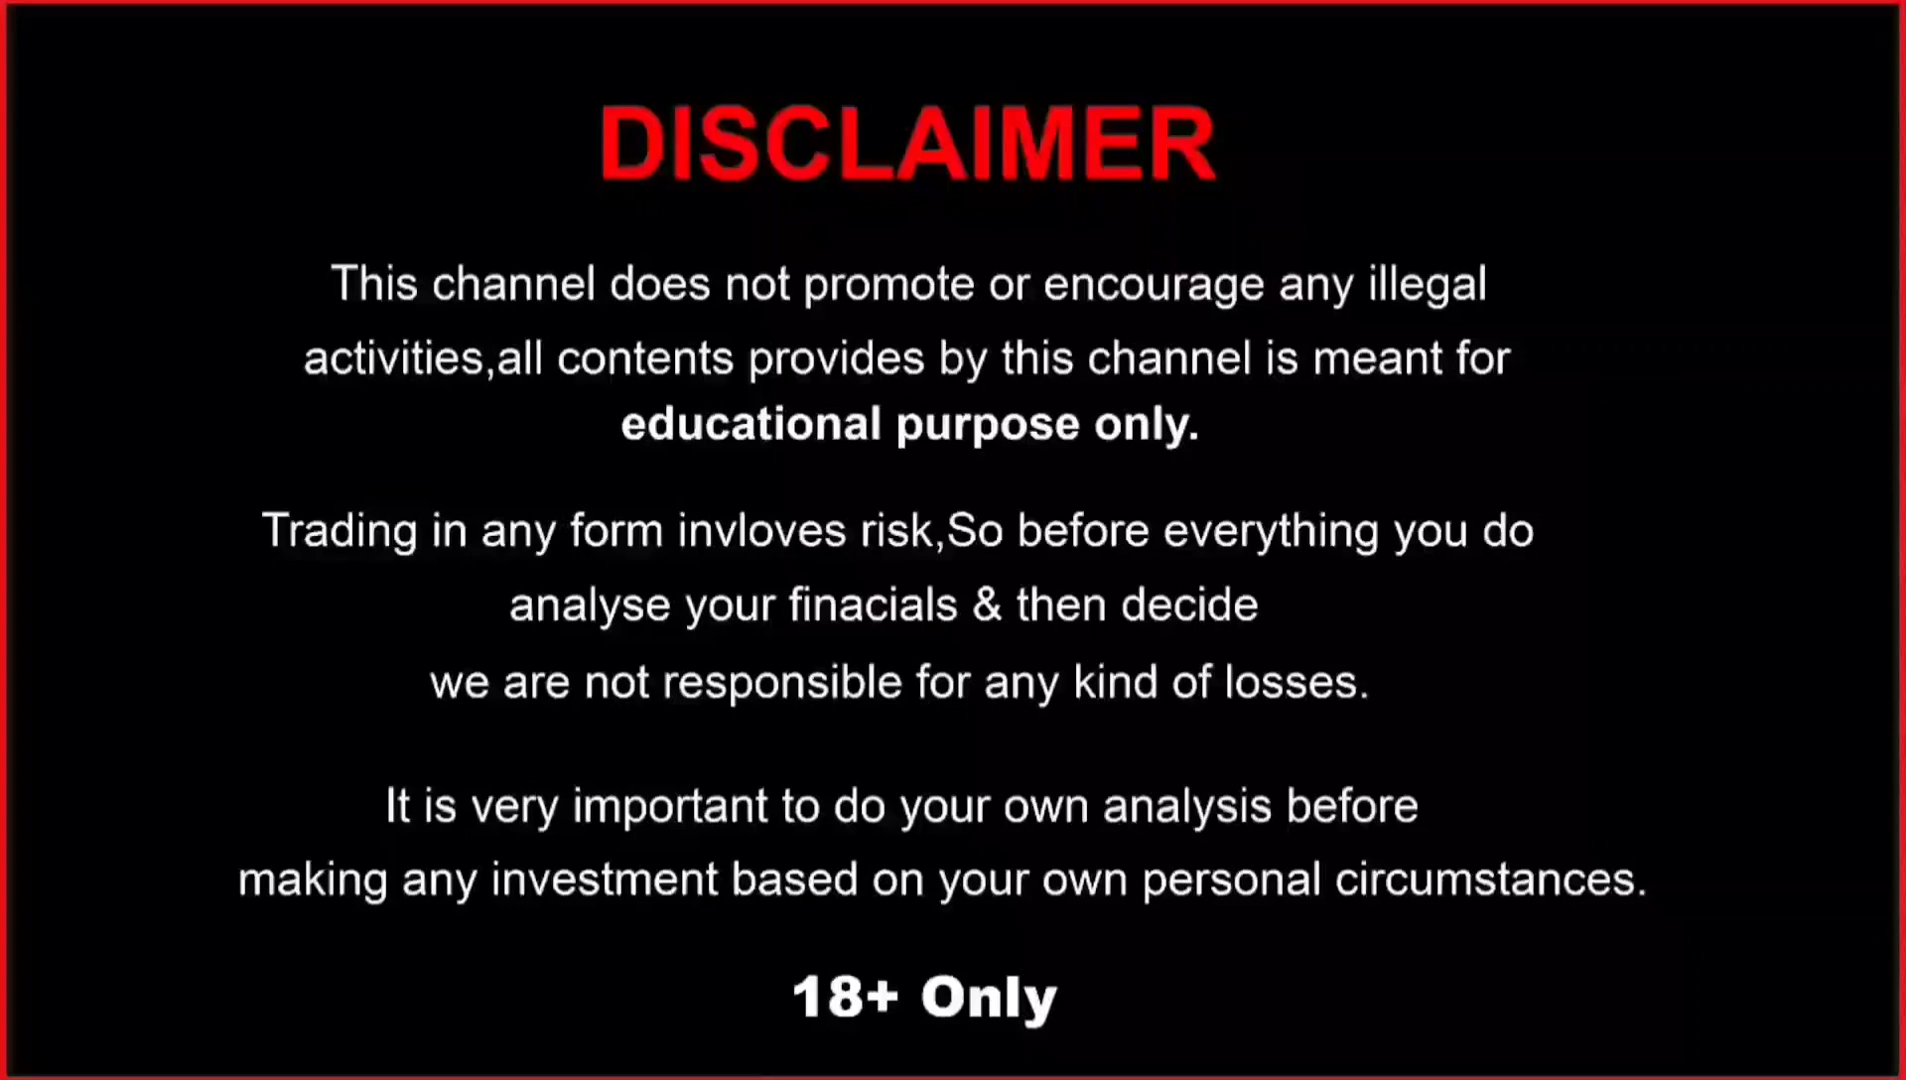 DISCLAIMER
This channel does not promote or encourage any illegal
activities,all contents provides by this channel is meant for
educational purpose only.
Trading in any form invloves risk,So before everything you do
analyse your finacials & then decide
we are not responsible for any kind of losses.
It is very important to do your own analysis before
making any investment based on your own personal circumstances.
18+ Only